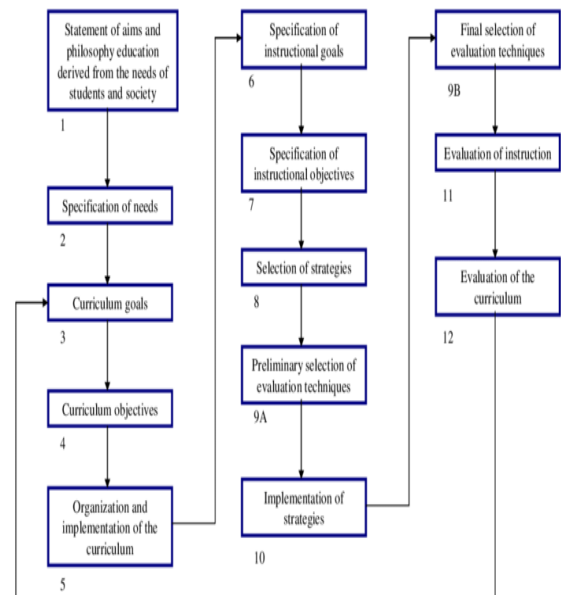 Statement of aims and
philosophy education
derived from the needs of
students and society
1
Specification of needs
2
Curriculum goals
3
Curriculum objectives
4
Organization and
implementation of the
curriculum
5
Specification of
instructional goals
6
Specification of
instructional objectives
7
Selection of strategies
8
Preliminary selection of
evaluation techniques
9A
Implementation of
strategies
10
Final selection of
evaluation techniques
9B
Evaluation of instruction
11
Evaluation of the
curriculum
12